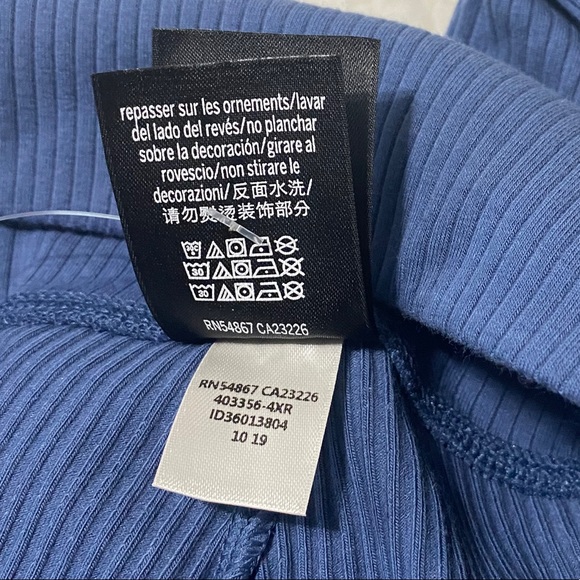 repasser sur les ornements/lavar
del lado del revés/no planchar
sobre la decoración/girare al
rovescio/non stirare le
decorazioni/反面水洗/
请勿熨烫装饰部分
30
30
RN54867 CA23226
RN54867 CA23226
403356-4XR
ID36013804
10 19